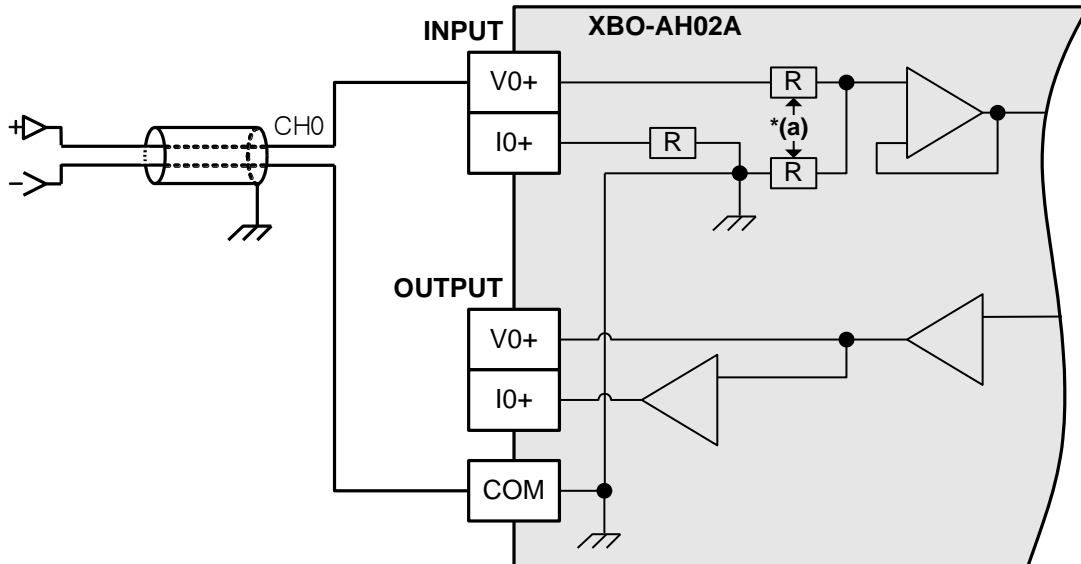 INPUT
XBO-AH02A
V0+
R
CH0
*(a)
I0+
R
R
OUTPUT
V0+
I0+
COM
+
-